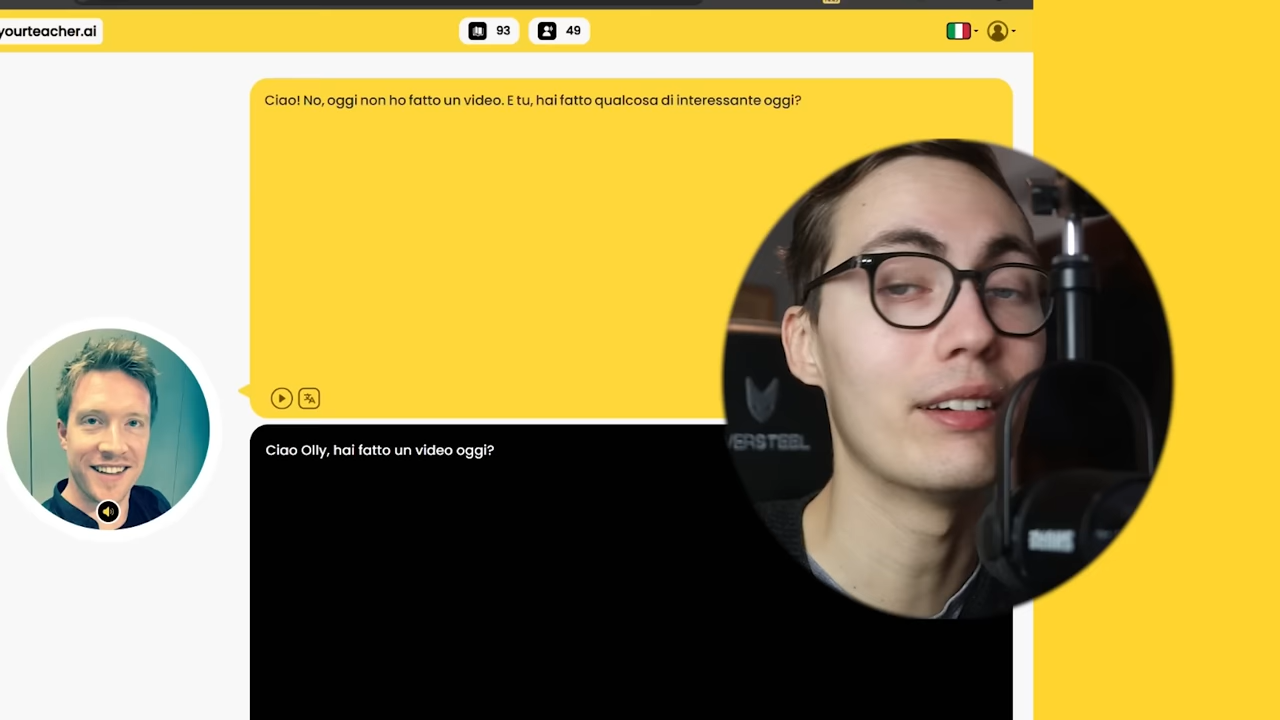 yourteacher.ai
93
49
Ciao! No, oggi non ho fatto un video. E tu, hai fatto qualcosa di interessante oggi?
Ciao Olly, hai fatto un video oggi?
VERSTEEL